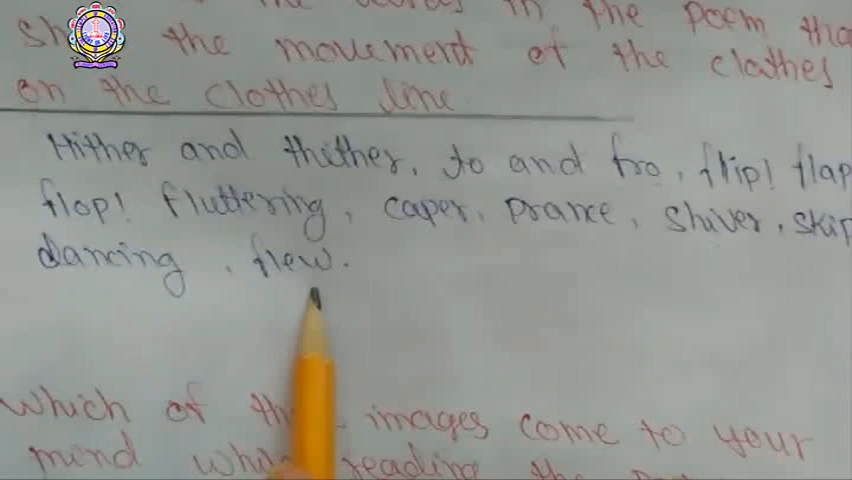 the words in the poem that
the movement of the clothes
on the clothes line
Hither and thither, to and fro, flip! flap
flop! fluttering, caper, prance, shiver, skip
dancing, flew.
Which of the images come to your
mind while reading the